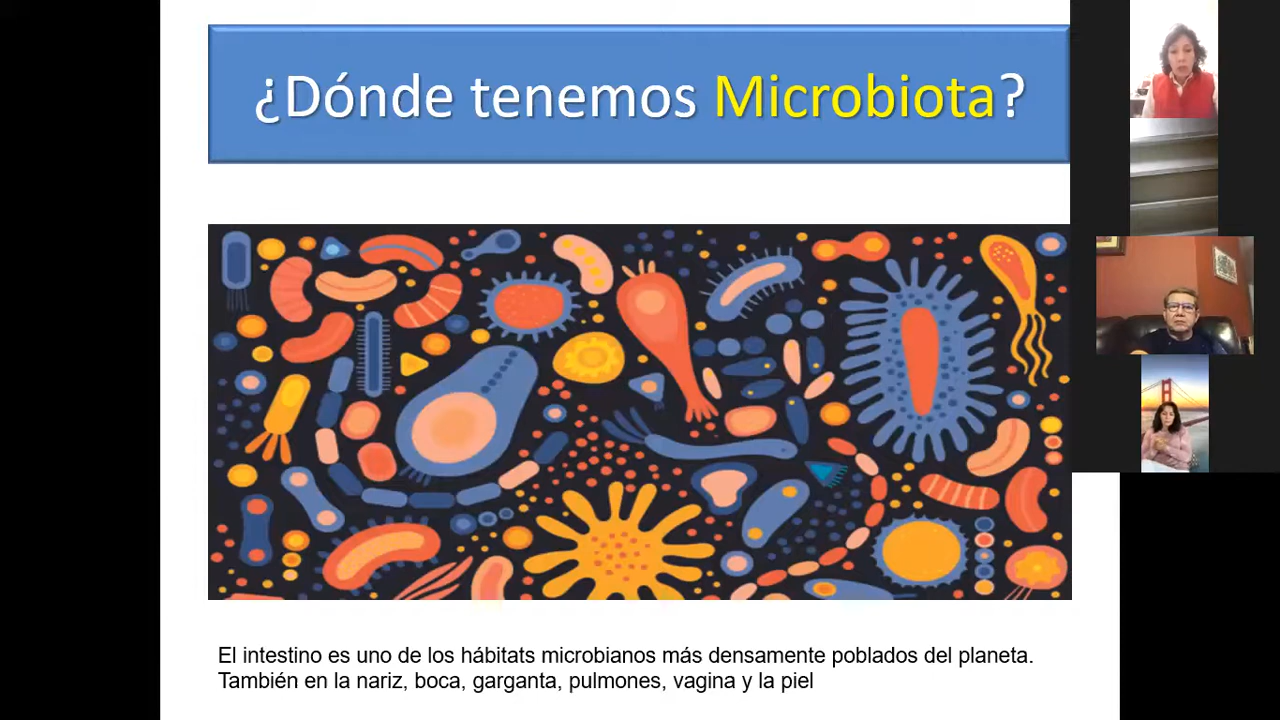 ¿Dónde tenemos Microbiota?
El intestino es uno de los hábitats microbianos más densamente poblados del planeta.
También en la nariz, boca, garganta, pulmones, vagina y la piel